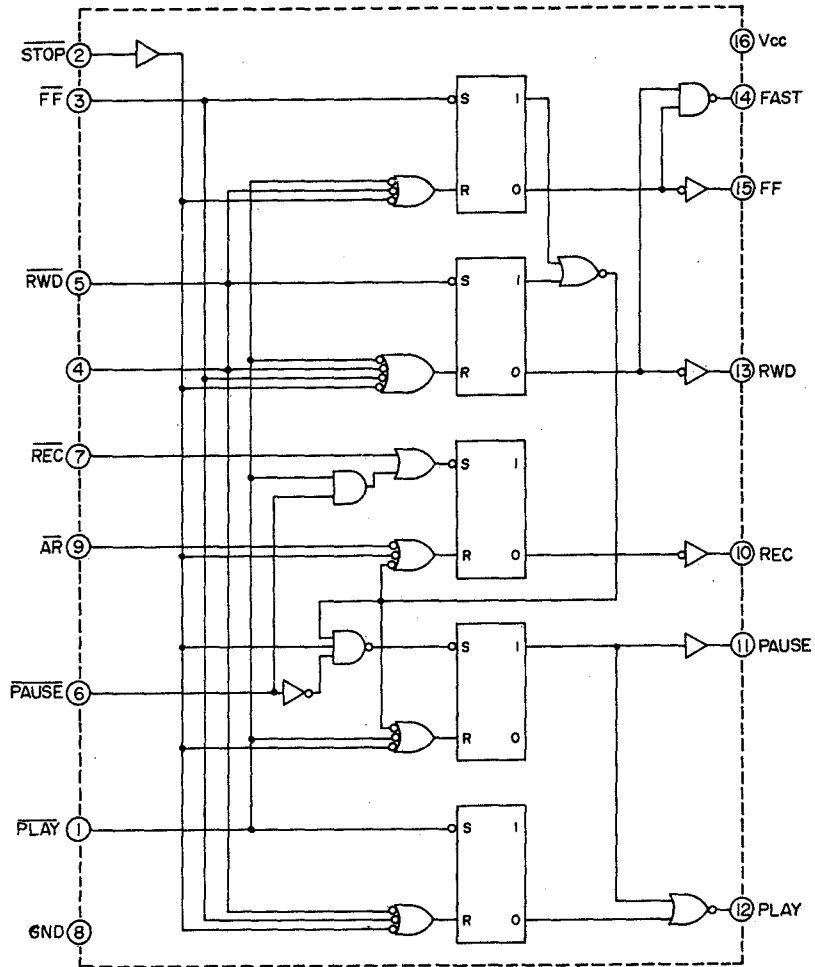 STOP 2
16 Vcc
FF 3
S 1
14 FAST
R 0
15 FF
RWD 5
S 1
4
R 0
13 RWD
REC 7
S 1
AR 9
R 0
10 REC
S 1
11 PAUSE
PAUSE 6
R 0
PLAY 1
S 1
GND 8
R 0
12 PLAY